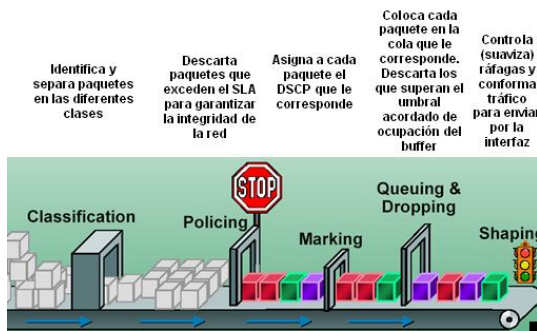 Identifica y
separa paquetes
en las diferentes
clases
Descarta
paquetes que
exceden el SLA
para garantizar
la integridad de
la red
Asigna a cada
paquete el
DSCP que le
corresponde
Coloca cada
paquete en la
cola que le
corresponde.
Descarta los
que superan el
umbral
acordado de
ocupación del
buffer
Controla
(suaviza)
ráfagas y
conforma
tráfico
para enviar
por la
interfaz
Classification
Policing
STOP
Marking
Queuing &
Dropping
Shaping